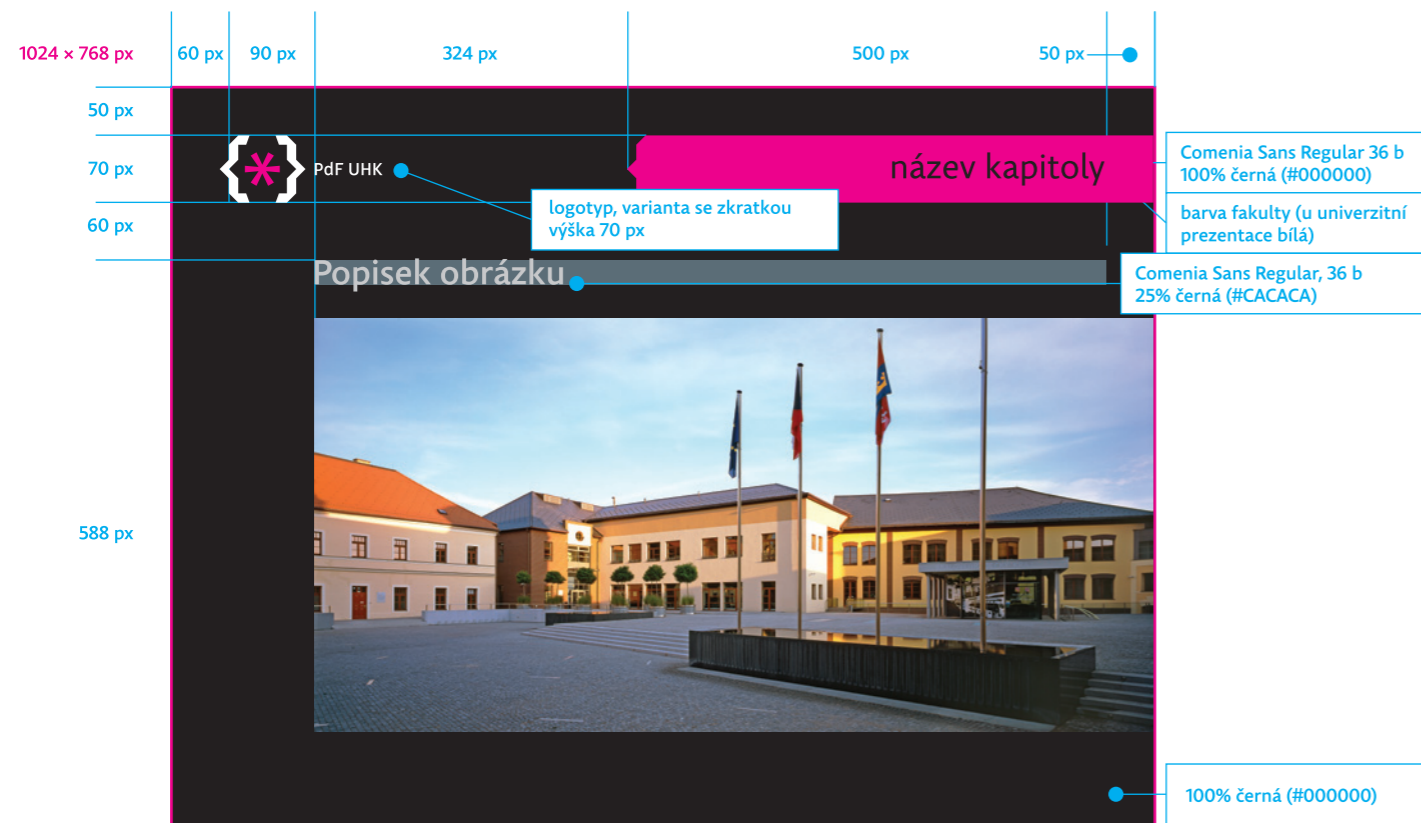 1024 × 768 px
60 px
90 px
324 px
500 px
50 px
50 px
70 px
60 px
588 px
PdF UHK
název kapitoly
logotyp, varianta se zkratkou
výška 70 px
Comenia Sans Regular 36 b
100% černá (#000000)
barva fakulty (u univerzitní
prezentace bílá)
Popisek obrázku
Comenia Sans Regular, 36 b
25% černá (#CACACA)
100% černá (#000000)